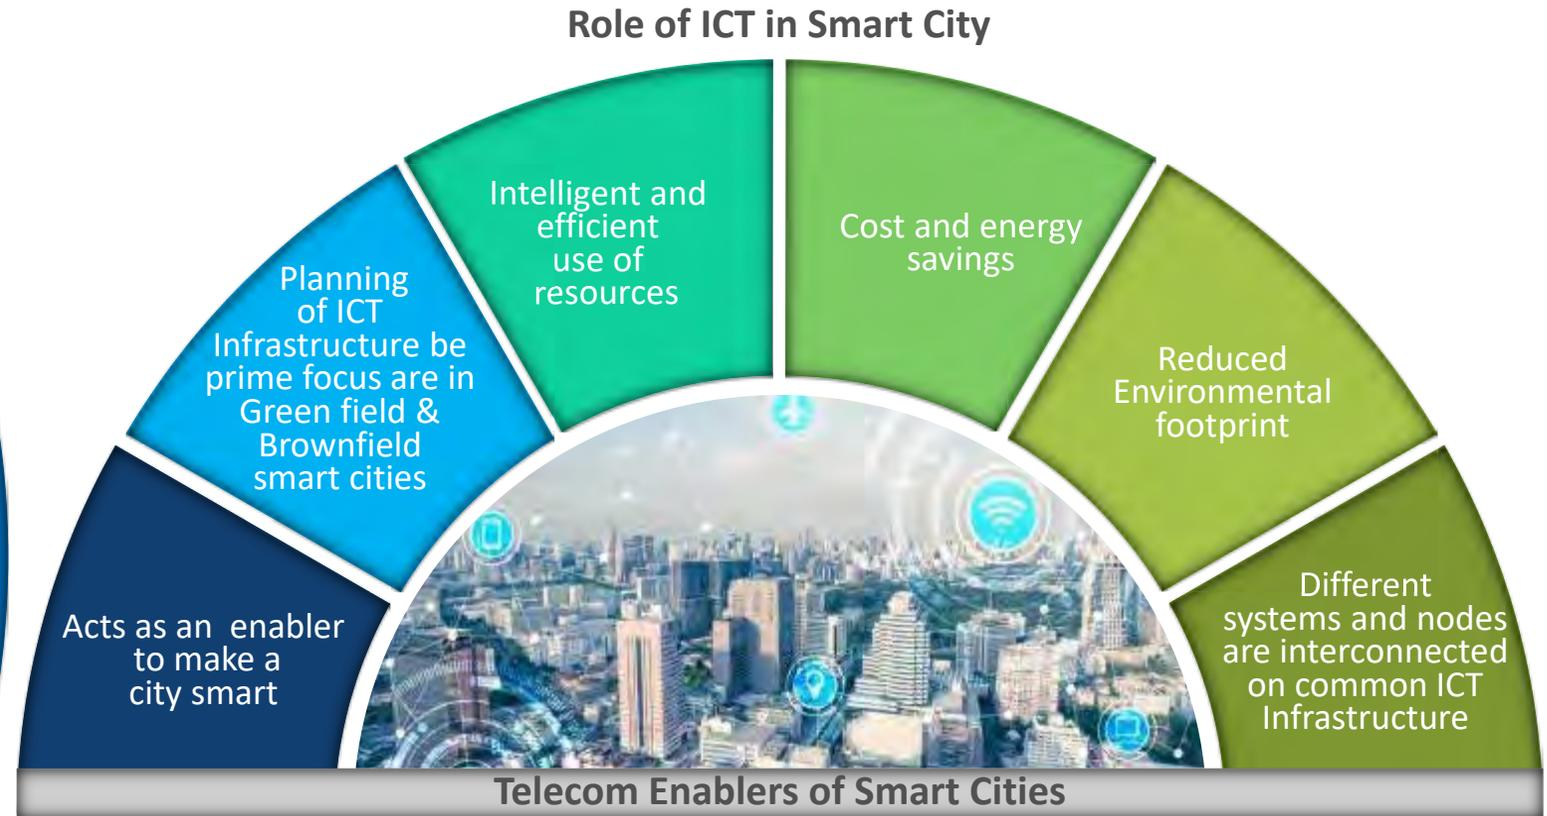 Role of ICT in Smart City
Acts as an enabler
to make a
city smart
Planning
of ICT
Infrastructure be
prime focus are in
Green field &
Brownfield
smart cities
Intelligent and
efficient
use of
resources
Cost and energy
savings
Reduced
Environmental
footprint
Different
systems and nodes
are interconnected
on common ICT
Infrastructure
Telecom Enablers of Smart Cities